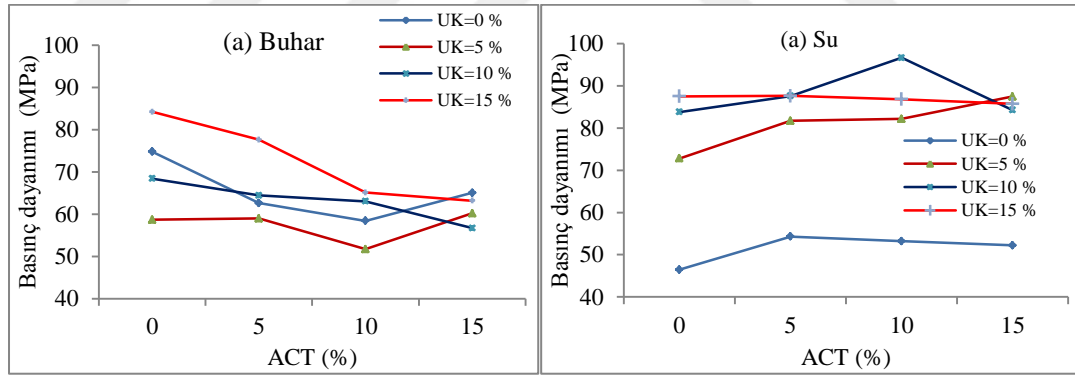 (a) Buhar
UK=0 %
UK=5 %
UK=10 %
UK=15 %
100
90
80
70
60
50
40
Basınç dayanımı (MPa)
0 5 10 15
ACT (%)
(a) Su
100
90
80
70
60
50
40
Basınç dayanımı (MPa)
UK=0 %
UK=5 %
UK=10 %
UK=15 %
0 5 10 15
ACT (%)